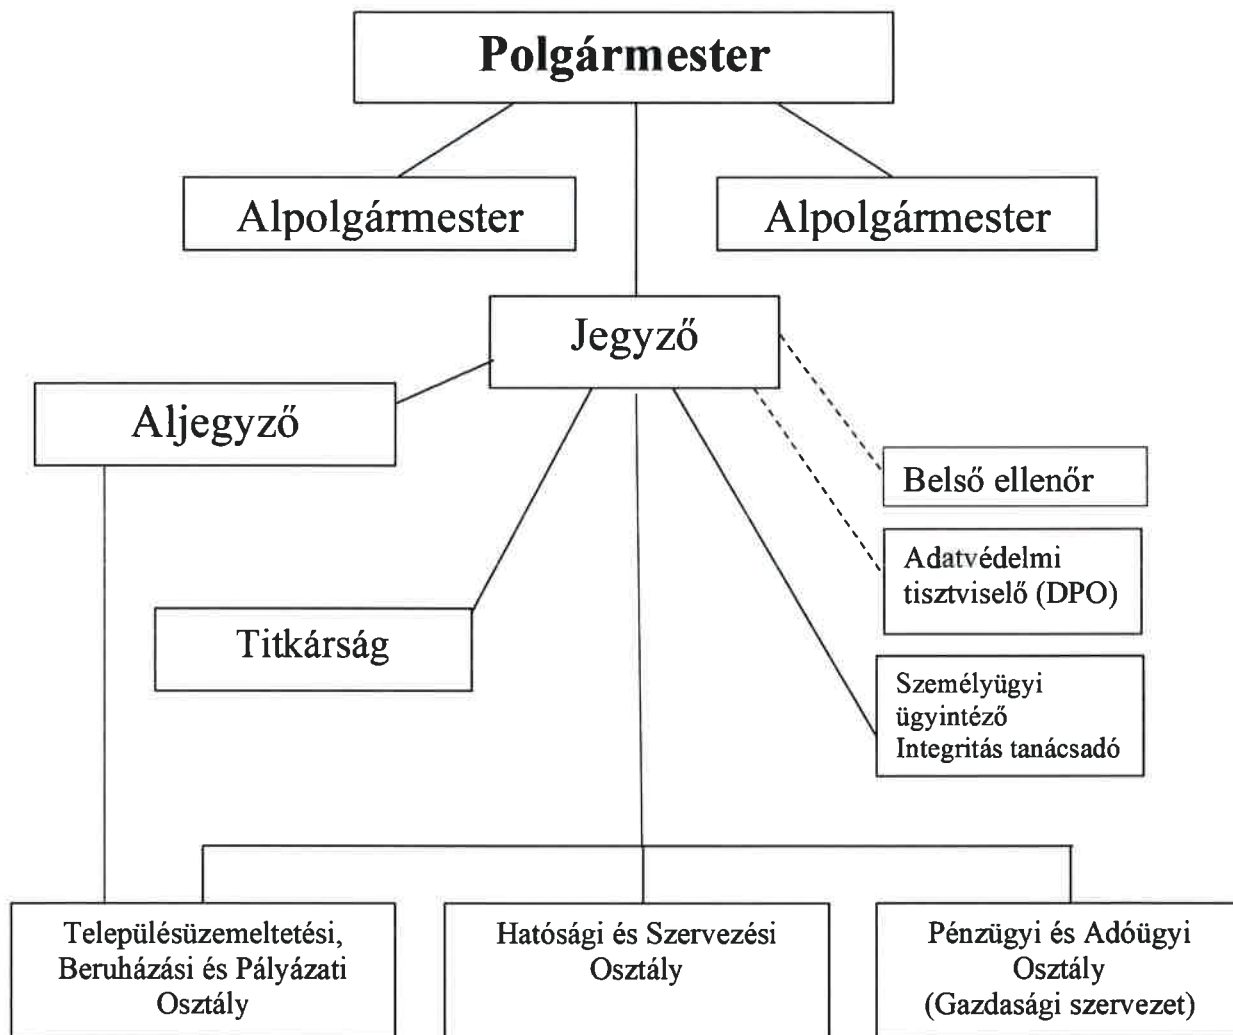 Polgármester
Alpolgármester
Alpolgármester
Jegyző
Aljegyző
Belső ellenőr
Adatvédelmi
tisztviselő (DPO)
Titkárság
Személyügyi
ügyintéző
Integritás tanácsadó
Településüzemeltetési,
Beruházási és Pályázati
Osztály
Hatósági és Szervezési
Osztály
Pénzügyi és Adóügyi
Osztály
(Gazdasági szervezet)